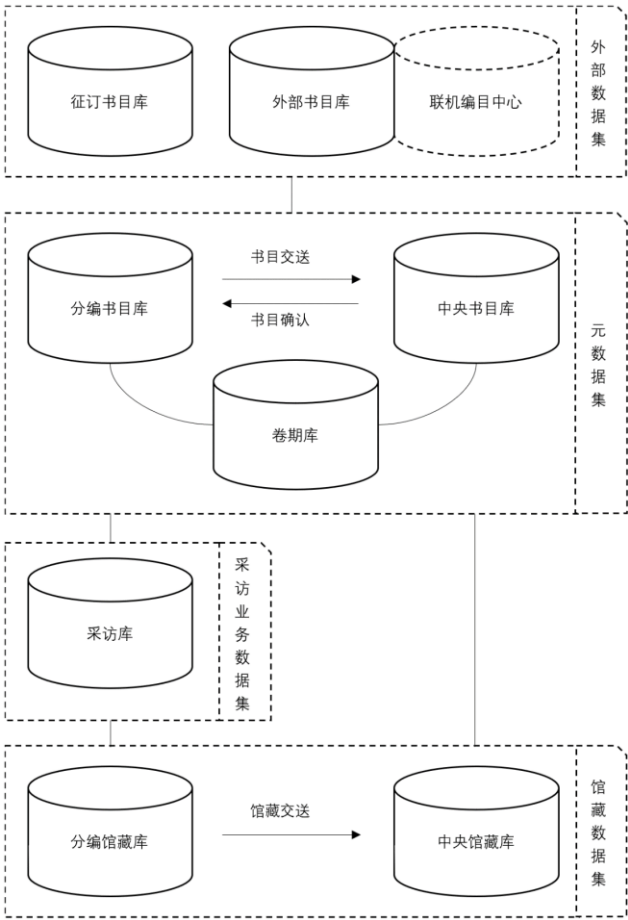 征订书目库
外部书目库
联机编目中心
外部数据集
书目交送
分编书目库
中央书目库
书目确认
卷期库
元数据集
采访库
采访业务数据集
馆藏交送
分编馆藏库
中央馆藏库
馆藏数据集